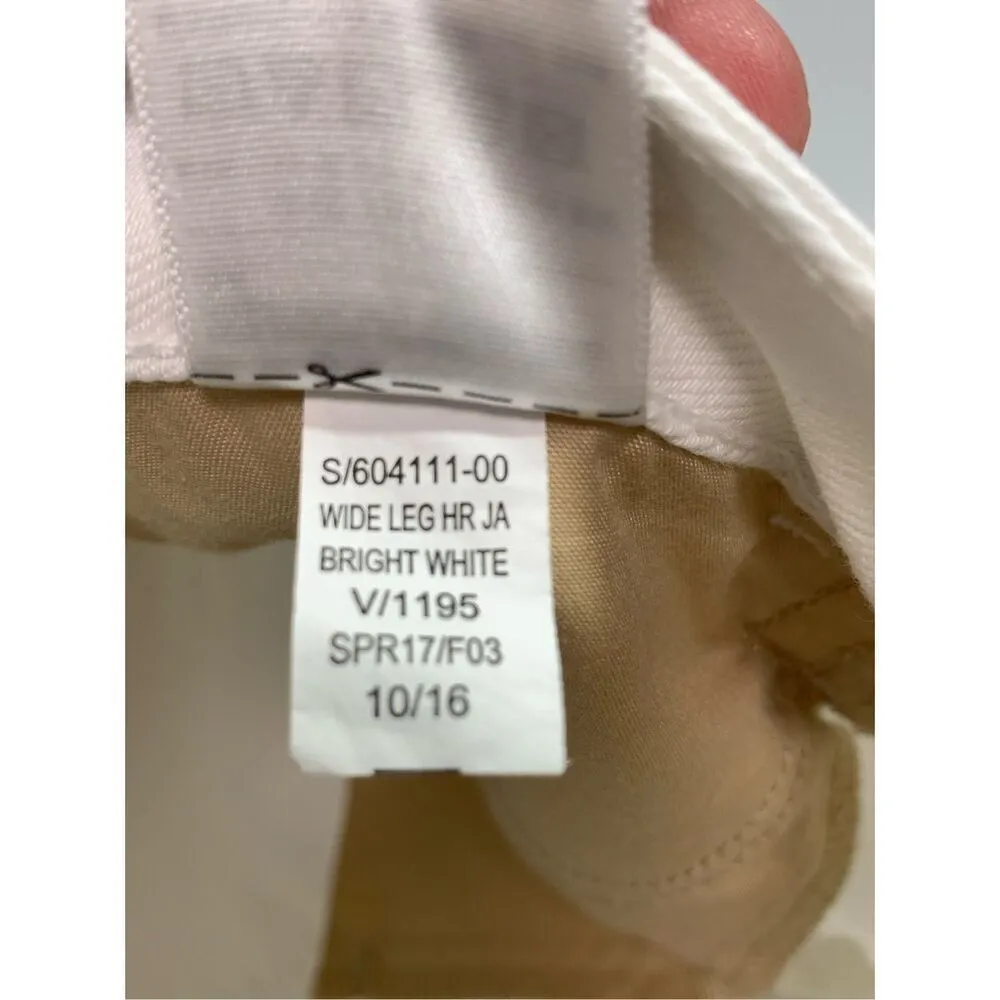 S/604111-00
WIDE LEG HR JA
BRIGHT WHITE
V/1195
SPR17/F03
10/16